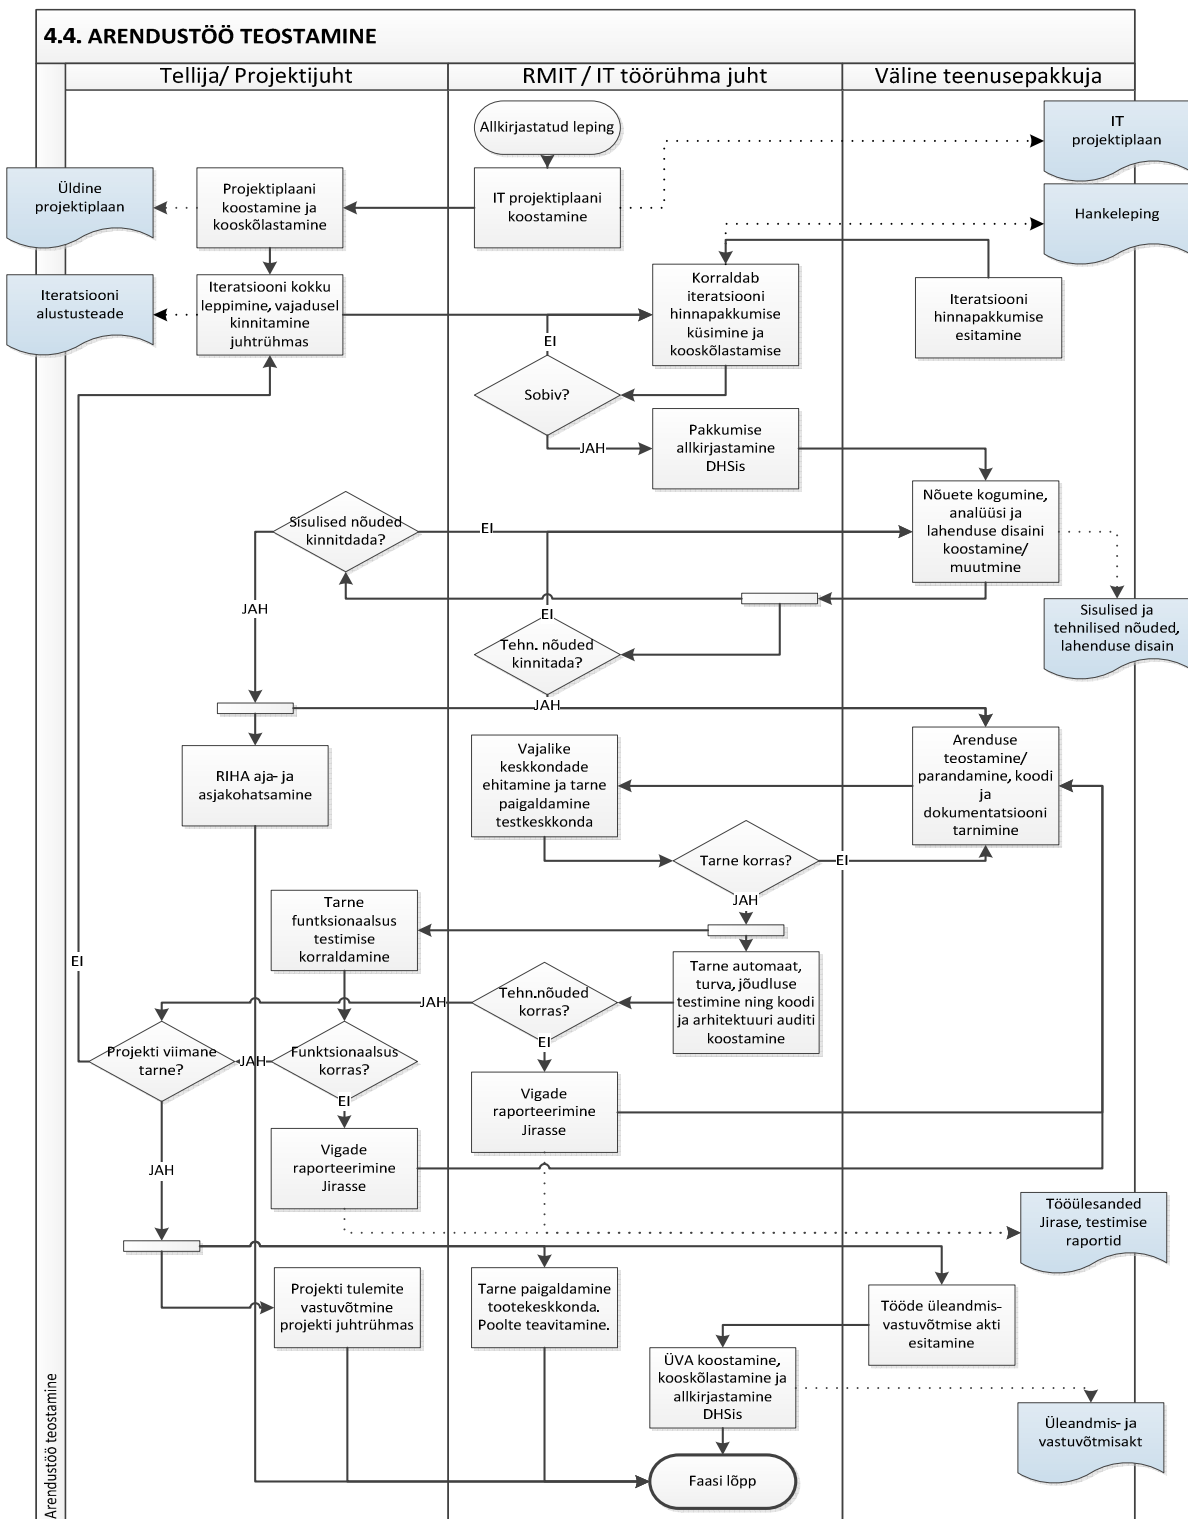 4.4. ARENDUSTÖÖ TEOSTAMINE
Tellija/ Projektijuht
RMIT / IT töörühma juht
Väline teenusepakkuja
Allkirjastatud leping
IT
projektiplaan
Üldine
projektiplaan
Projektiplaani
koostamine ja
kooskõlastamine
IT projektiplaani
koostamine
Hankeleping
Iteratsiooni
alustusteade
Iteratsiooni kokku
leppimine, vajadusel
kinnitamine
juhtrühmas
Korraldab
iteratsiooni
hinnapakkumise
küsimine ja
kooskõlastamise
Iteratsiooni
hinnapakkumise
esitamine
EI
Sobiv?
JAH
Pakkumise
allkirjastamine
DHSis
Sisulised nõuded
kinnitdada?
EI
Nõuete kogumine,
analüüsi ja
lahenduse disaini
koostamine/
muutmine
JAH
EI
Tehn. nõuded
kinnitada?
JAH
Sisulised ja
tehnilised nõuded,
lahenduse disain
RIHA aja- ja
asjakohatsamine
Vajalike
keskkondade
ehitamine ja tarne
paigaldamine
testkeskkonda
Arenduse
teostamine/
parandamine, koodi
ja
dokumentatsiooni
tarnimine
Tarne korras?
EI
JAH
Tarne
funtksionaalsus
testimise
korraldamine
EI
Tarne automaat,
turva, jõudluse
testimine ning koodi
ja arhitektuuri auditi
koostamine
Tehn.nõuded
korras?
JAH
EI
Projekti viimane
tarne?
JAH
Funktsionaalsus
korras?
EI
Vigade
raporteerimine
Jirasse
Vigade
raporteerimine
Jirasse
JAH
Tööülesanded
Jirase, testimise
raportid
Projekti tulemite
vastuvõtmine
projekti juhtrühmas
Tarne paigaldamine
tootekeskkonda.
Poolte teavitamine.
Tööde üleandmis-
vastuvõtmise akti
esitamine
ÜVA koostamine,
kooskõlastamine ja
allkirjastamine
DHSis
Üleandmis- ja
vastuvõtmisakt
Faasi lõpp
Arendustöö teostamine